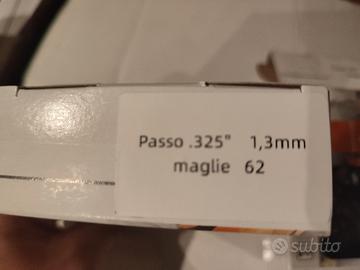 Passo .325" 1,3mm
maglie 62
subito